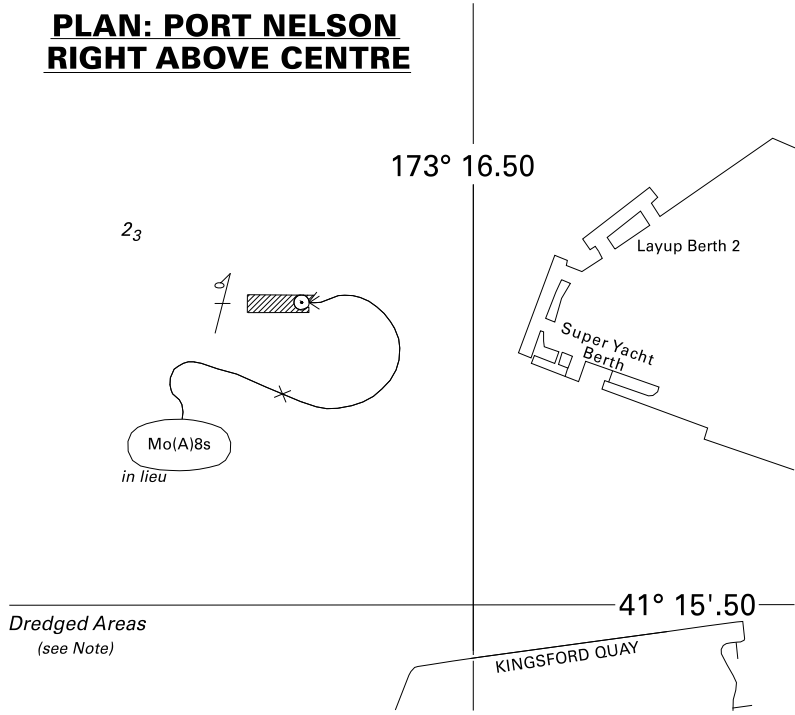 PLAN: PORT NELSON
RIGHT ABOVE CENTRE
173° 16.50
2₃
Layup Berth 2
Super Yacht
Berth
Mo(A)8s
in lieu
41° 15'.50
Dredged Areas
(see Note)
KINGSFORD QUAY